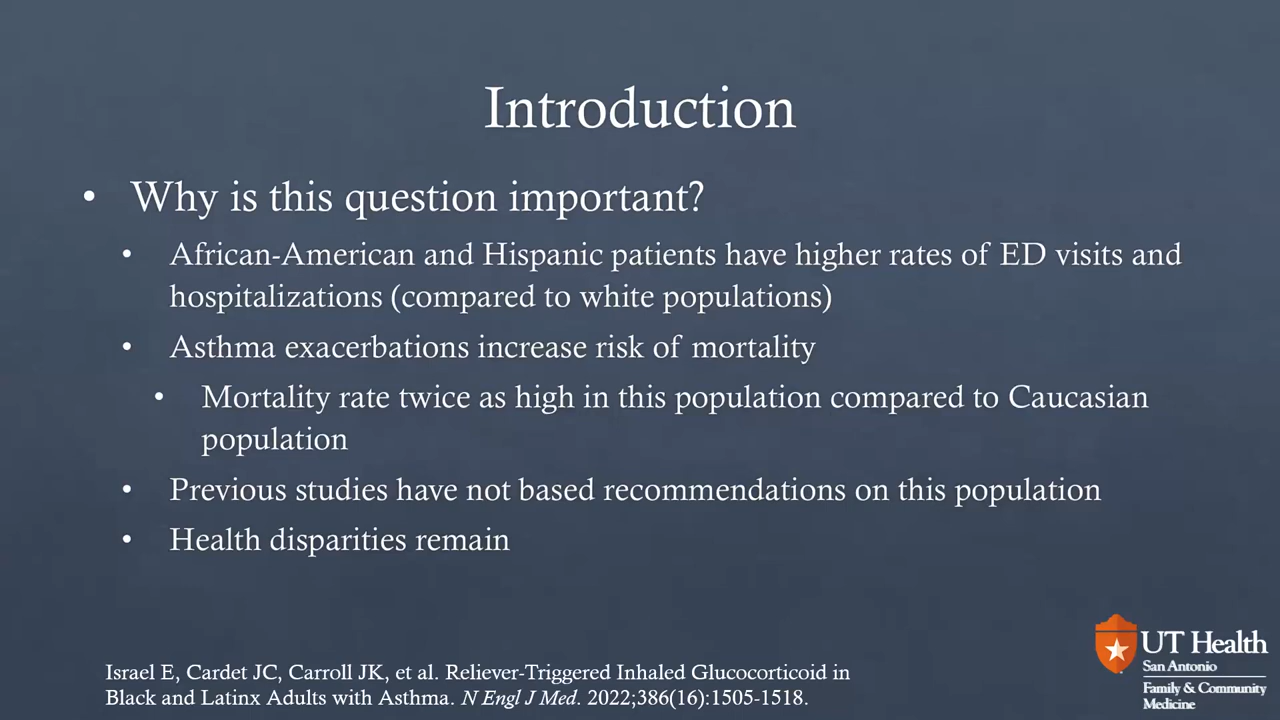 Introduction
• Why is this question important?
• African-American and Hispanic patients have higher rates of ED visits and
hospitalizations (compared to white populations)
• Asthma exacerbations increase risk of mortality
• Mortality rate twice as high in this population compared to Caucasian
population
• Previous studies have not based recommendations on this population
• Health disparities remain
Israel E, Cardet JC, Carroll JK, et al. Reliever-Triggered Inhaled Glucocorticoid in
Black and Latinx Adults with Asthma. N Engl J Med. 2022;386(16):1505-1518.
UT Health
San Antonio
Family & Community
Medicine